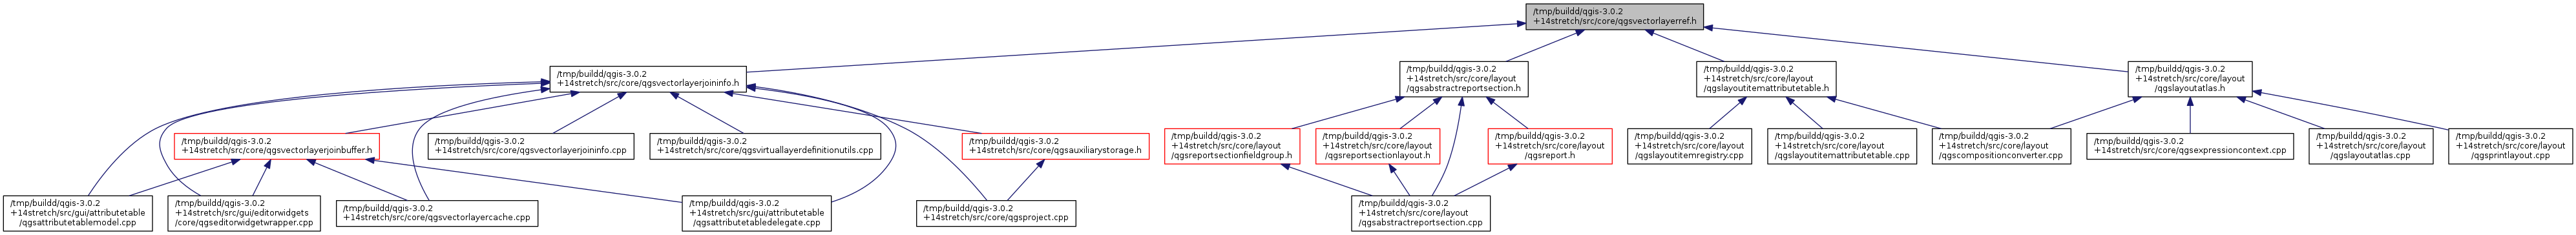 /tmp/buildd/qgis-3.0.2
+14stretch/src/core/qgsvectorlayerref.h
/tmp/buildd/qgis-3.0.2
+14stretch/src/core/qgsvectorlayerjoininfo.h
/tmp/buildd/qgis-3.0.2
+14stretch/src/core/layout
/qgsabstractreportsection.h
/tmp/buildd/qgis-3.0.2
+14stretch/src/core/layout
/qgslayoutitemattributetable.h
/tmp/buildd/qgis-3.0.2
+14stretch/src/core/layout
/qgslayoutatlas.h
/tmp/buildd/qgis-3.0.2
+14stretch/src/core/qgsvectorlayerjoinbuffer.h
/tmp/buildd/qgis-3.0.2
+14stretch/src/core/qgsvectorlayerjoininfo.cpp
/tmp/buildd/qgis-3.0.2
+14stretch/src/core/qgsvirtuallayerdefinitionutils.cpp
/tmp/buildd/qgis-3.0.2
+14stretch/src/core/qgsauxiliarystorage.h
/tmp/buildd/qgis-3.0.2
+14stretch/src/core/layout
/qgsreportsectionfieldgroup.h
/tmp/buildd/qgis-3.0.2
+14stretch/src/core/layout
/qgsreportsectionlayout.h
/tmp/buildd/qgis-3.0.2
+14stretch/src/core/layout
/qgsreport.h
/tmp/buildd/qgis-3.0.2
+14stretch/src/core/layout
/qgslayoutitemregistry.cpp
/tmp/buildd/qgis-3.0.2
+14stretch/src/core/layout
/qgslayoutitemattributetable.cpp
/tmp/buildd/qgis-3.0.2
+14stretch/src/core/layout
/qgscompositionconverter.cpp
/tmp/buildd/qgis-3.0.2
+14stretch/src/core/qgsexpressioncontext.cpp
/tmp/buildd/qgis-3.0.2
+14stretch/src/core/layout
/qgslayoutatlas.cpp
/tmp/buildd/qgis-3.0.2
+14stretch/src/core/layout
/qgsprintlayout.cpp
/tmp/buildd/qgis-3.0.2
+14stretch/src/gui/attributetable
/qgsattributetablemodel.cpp
/tmp/buildd/qgis-3.0.2
+14stretch/src/gui/editorwidgets
/core/qgseditorwidgetwrapper.cpp
/tmp/buildd/qgis-3.0.2
+14stretch/src/core/qgsvectorlayercache.cpp
/tmp/buildd/qgis-3.0.2
+14stretch/src/gui/attributetable
/qgsattributetabledelegate.cpp
/tmp/buildd/qgis-3.0.2
+14stretch/src/core/qgsproject.cpp
/tmp/buildd/qgis-3.0.2
+14stretch/src/core/layout
/qgsabstractreportsection.cpp